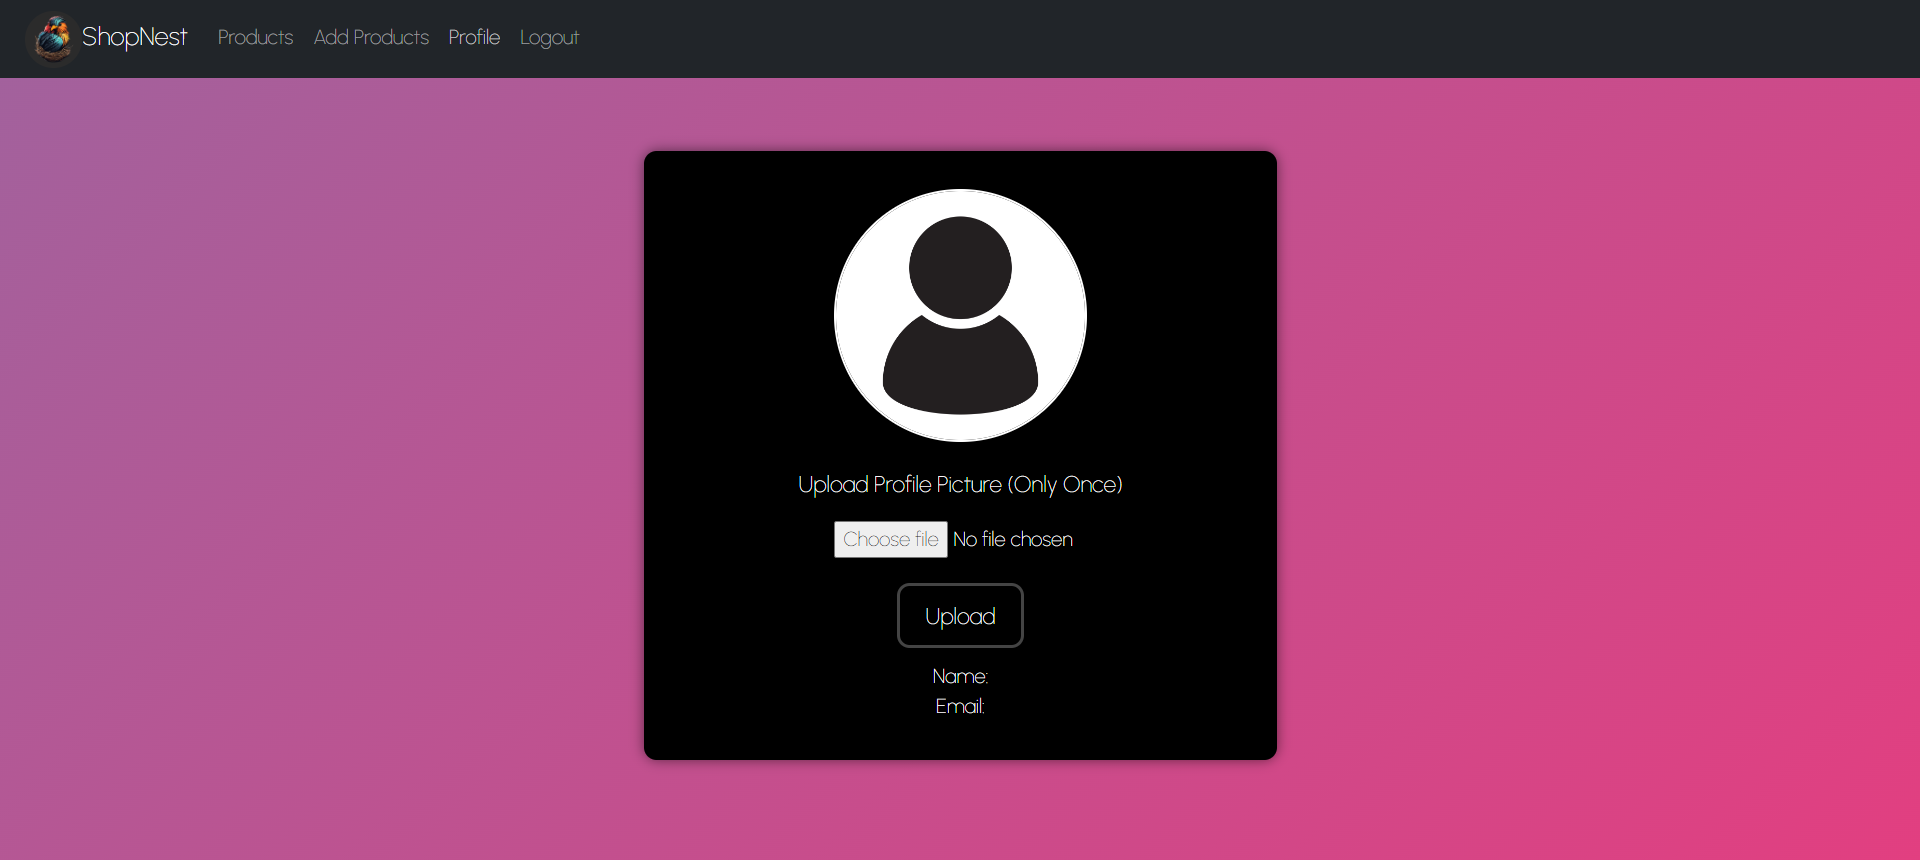 ShopNest Products Add Products Profile Logout
Upload Profile Picture (Only Once)
Choose file No file chosen
Upload
Name:
Email: